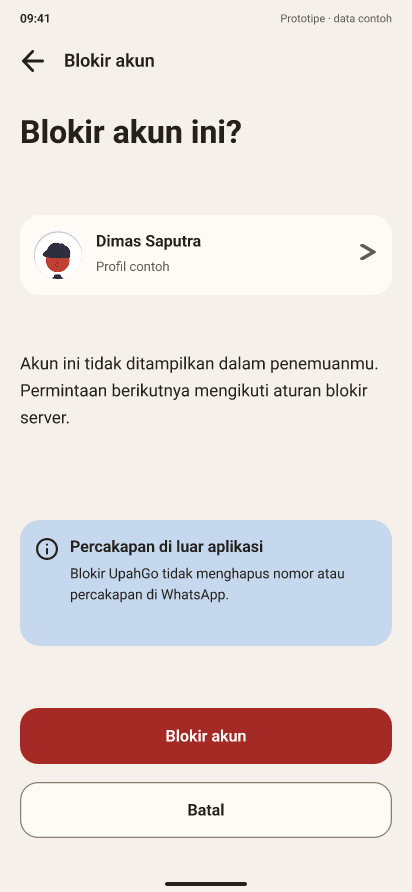 09:41
Prototipe · data contoh
Blokir akun
Blokir akun ini?
Dimas Saputra
Profil contoh
Akun ini tidak ditampilkan dalam penemuanmu.
Permintaan berikutnya mengikuti aturan blokir
server.
Percakapan di luar aplikasi
Blokir UpahGo tidak menghapus nomor atau
percakapan di WhatsApp.
Blokir akun
Batal